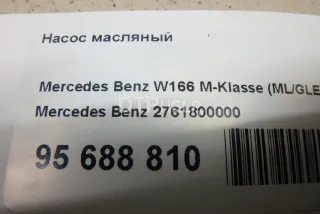 Насос масляный
Mercedes Benz W166 M-Klasse (ML/GLE
Mercedes Benz 2761800000
95 688 810